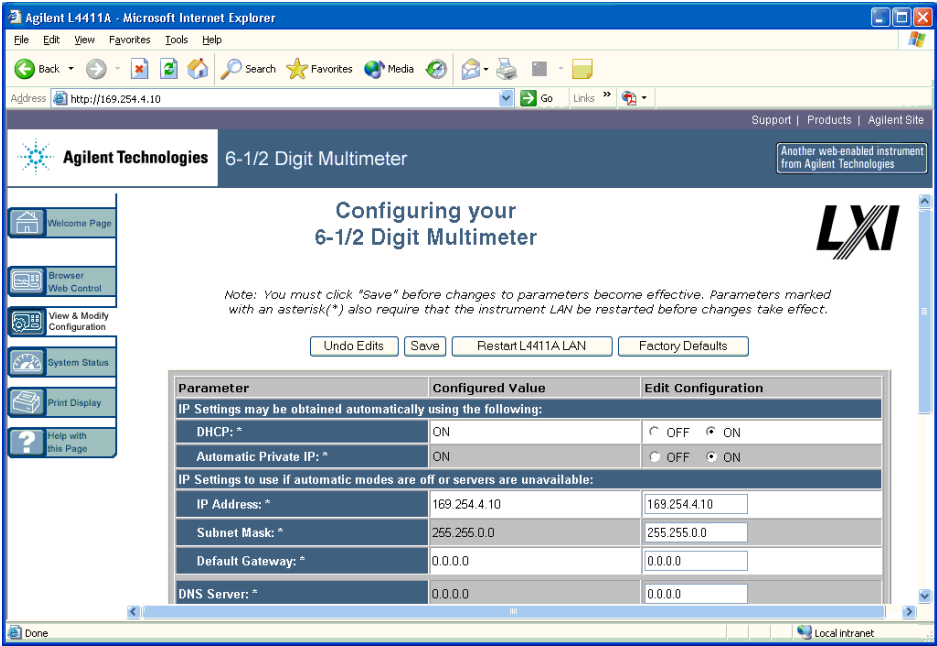 Agilent L4411A - Microsoft Internet Explorer
File Edit View Favorites Tools Help
Back Search Favorites Media
Address http://169.254.4.10 Go Links »
Support | Products | Agilent Site
Agilent Technologies 6-1/2 Digit Multimeter
Another web-enabled instrument
from Agilent Technologies
Welcome Page
Browser
Web Control
View & Modify
Configuration
System Status
Print Display
Help with
this Page
Configuring your
6-1/2 Digit Multimeter
LXI
Note: You must click "Save" before changes to parameters become effective. Parameters marked
with an asterisk(*) also require that the instrument LAN be restarted before changes take effect.
Undo Edits Save Restart L4411A LAN Factory Defaults
Parameter Configured Value Edit Configuration
IP Settings may be obtained automatically using the following:
DHCP: * ON OFF ON
Automatic Private IP: * ON OFF ON
IP Settings to use if automatic modes are off or servers are unavailable:
IP Address: * 169.254.4.10 169.254.4.10
Subnet Mask: * 255.255.0.0 255.255.0.0
Default Gateway: * 0.0.0.0 0.0.0.0
DNS Server: * 0.0.0.0 0.0.0.0
Done Local intranet